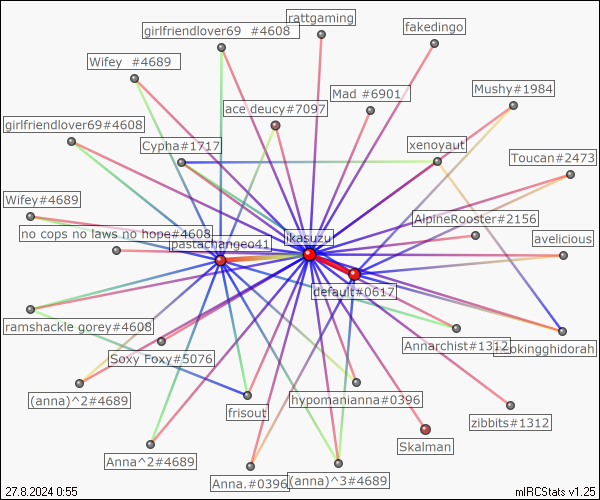 rattgaming
girlfriendlover69 #4608
fakedingo
Wifey #4689
Mushy#1984
Mad #6901
ace deucy#7097
girlfriendlover69#4608
Cypha#1717
xenoyaut
Toucan#2473
Wifey#4689
AlpineRooster#2156
no cops no laws no hope#4608
ikasuzu
avelicious
pastachangeo41
default#0617
ramshackle gorey#4608
Annarchist#1312
okingghidorah
Soxy Foxy#5076
(anna)^2#4689
hypomanianna#0396
frisout
zibbits#1312
Skalman
Anna^2#4689
Anna.#0396
(anna)^3#4689
27.8.2024 0:55
mIRCStats v1.25